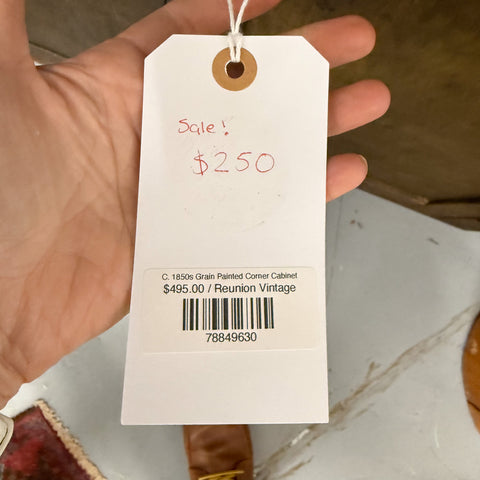 Sale!
$250
C. 1850s Grain Painted Corner Cabinet
$495.00 / Reunion Vintage
78849630